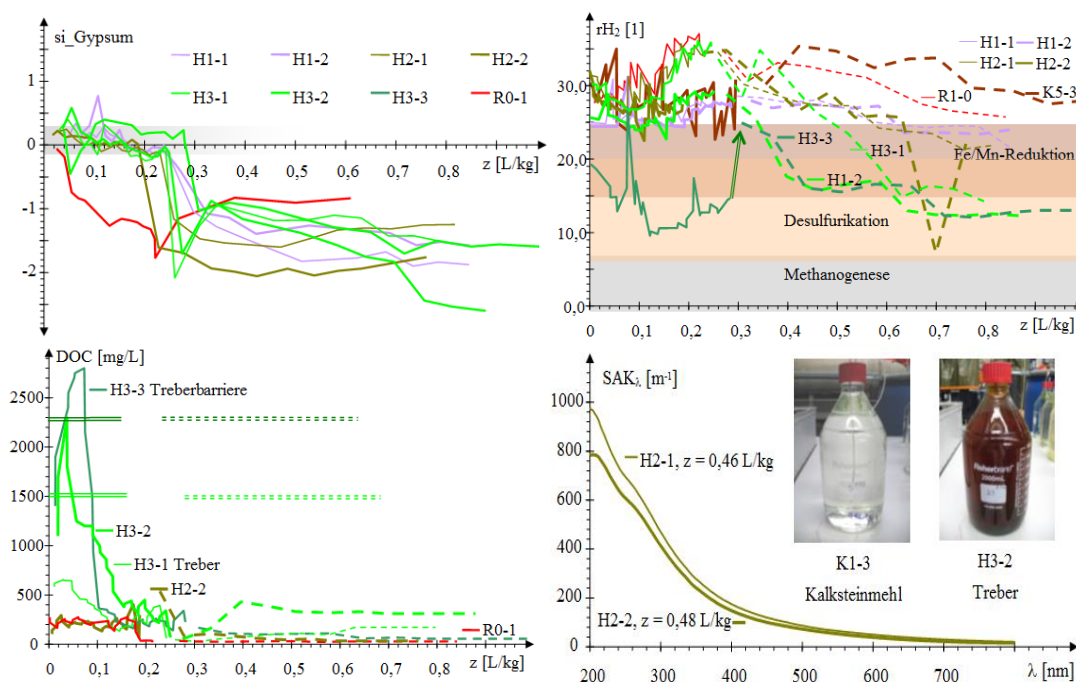 si_Gypsum
H1-1
H1-2
H2-1
H2-2
H3-1
H3-2
H3-3
R0-1
1
0
-1
-2
0,1
0,2
0,3
0,4
0,5
0,6
0,7
0,8
0,9
z [L/kg]
rH₂ [1]
H1-1
H1-2
H2-1
H2-2
R1-0
K5-3
H3-3
H3-1
H1-2
Fe/Mn-Reduktion
Desulfurikation
Methanogenese
30,0
20,0
10,0
0,0
0
0,1
0,2
0,3
0,4
0,5
0,6
0,7
0,8
z [L/kg]
DOC [mg/L]
H3-3 Treberbarriere
H3-2
H3-1 Treber
H2-2
R0-1
2500
2000
1500
1000
500
0
0
0,1
0,2
0,3
0,4
0,5
0,6
0,7
0,8
0,9
z [L/kg]
SAKλ [m⁻¹]
H2-1, z = 0,46 L/kg
H2-2, z = 0,48 L/kg
K1-3
Kalksteinmehl
H3-2
Treber
1000
800
600
400
200
0
200
300
400
500
600
700
λ [nm]